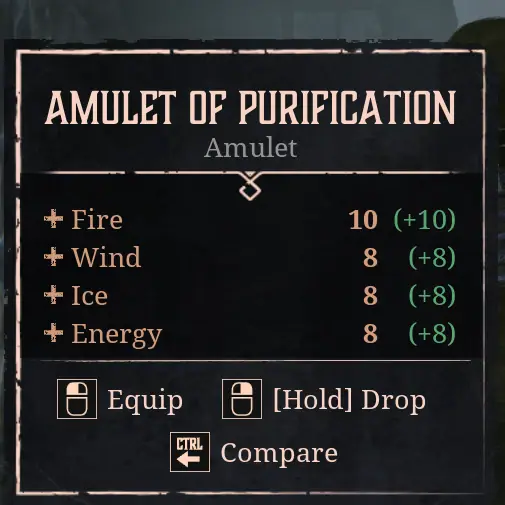 AMULET OF PURIFICATION
Amulet
Fire 10 (+10)
Wind 8 (+8)
Ice 8 (+8)
Energy 8 (+8)
Equip [Hold] Drop
CTRL Compare